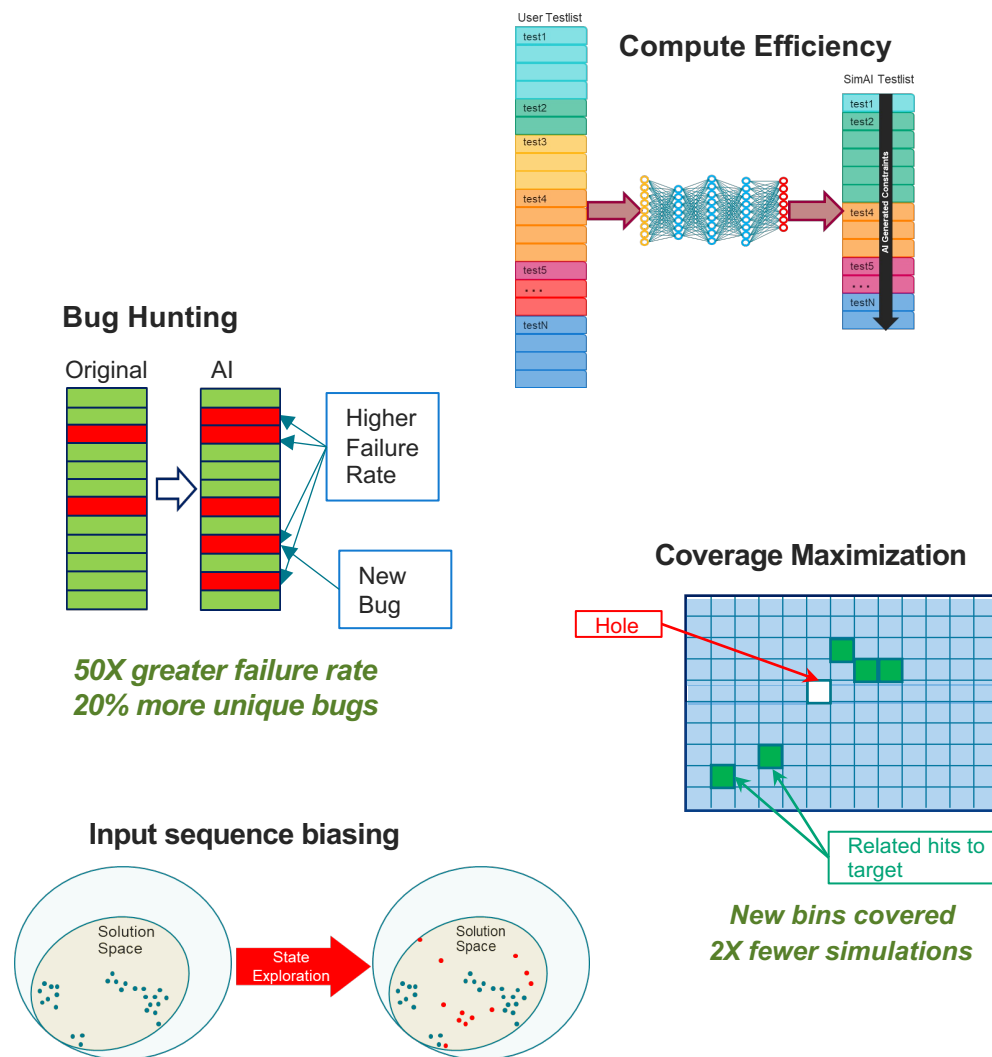 User Testlist
test1
test2
test3
test4
test5
...
testN
Compute Efficiency
SimAI Testlist
test1
test2
test4
test5
...
testN
AI Generated Constraints
Bug Hunting
Original
AI
Higher
Failure
Rate
New
Bug
50X greater failure rate
20% more unique bugs
Coverage Maximization
Hole
Related hits to
target
New bins covered
2X fewer simulations
Input sequence biasing
Solution
Space
State
Exploration
Solution
Space